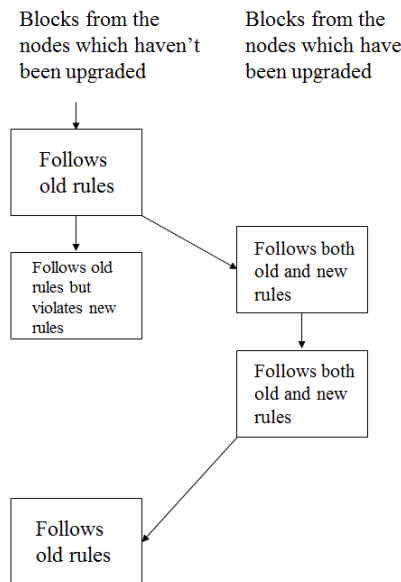 Blocks from the
nodes which haven't
been upgraded
Blocks from the
nodes which have
been upgraded
Follows
old rules
Follows old
rules but
violates new
rules
Follows both
old and new
rules
Follows both
old and new
rules
Follows
old rules